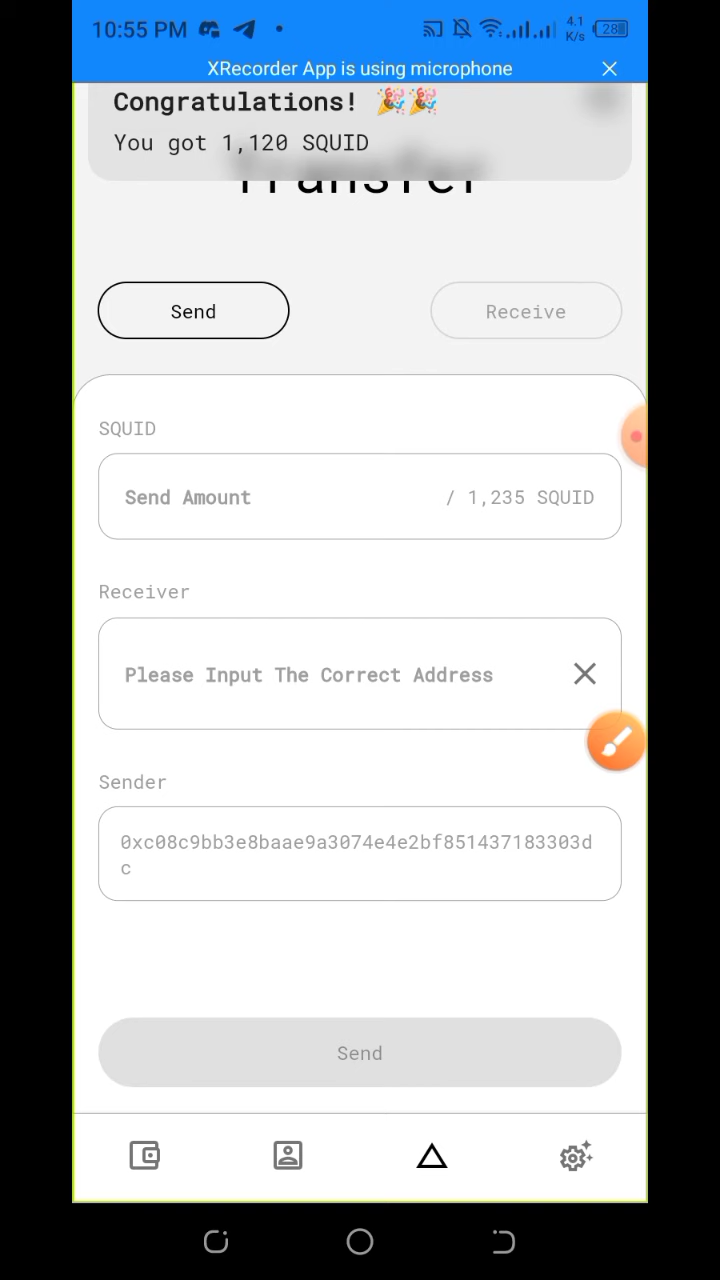 10:55 PM
4.1
K/s
28
XRecorder App is using microphone
Congratulations! 🎉🎉
You got 1,120 SQUID
Transfer
Send
Receive
SQUID
Send Amount
/ 1,235 SQUID
Receiver
Please Input The Correct Address
Sender
0xc08c9bb3e8baae9a3074e4e2bf851437183303d
c
Send